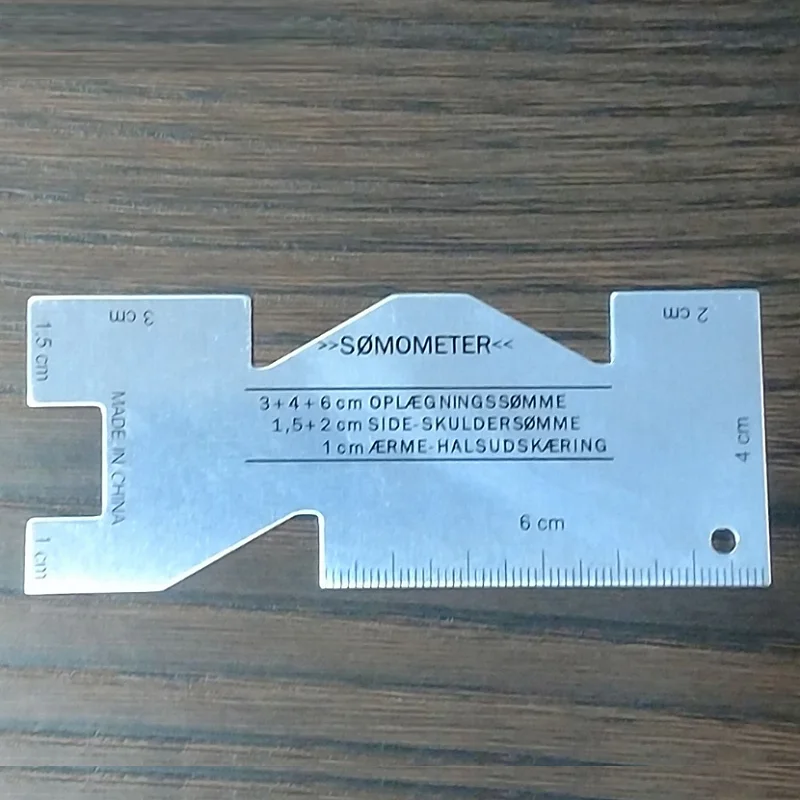 3 cm
2 cm
1.5 cm
>>SØMOMETER<<
3+4+6 cm OPLÆGNINGSSØMME
1,5+2 cm SIDE-SKULDERSØMME
1 cm ÆRME-HALSUDSKÆRING
MADE IN CHINA
4 cm
6 cm
1 cm